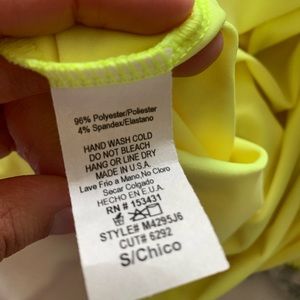 96% Polyester/Poliester
4% Spandex/Elastano
HAND WASH COLD
DO NOT BLEACH
HANG OR LINE DRY
MADE IN U.S.A.
Lave Frio a Mano,No Cloro
Secar Colgado
HECHO EN E.U.A.
RN # 153431
STYLE# M4295J6
CUT# 6292
S/Chico